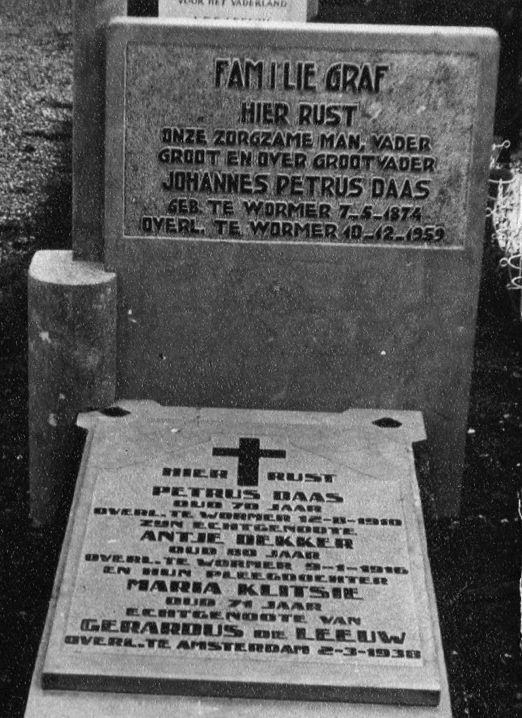 VOOR HET VADERLAND
FAMILIE GRAF
HIER RUST
ONZE ZORGZAME MAN, VADER
GROOT EN OVER GROOTVADER
JOHANNES PETRUS DAAS
GEB. TE WORMER 7-5-1874
OVERL. TE WORMER 10-12-1959
HIER RUST
PETRUS DAAS
OUD 70 JAAR
OVERL. TE WORMER 12-8-1910
ZIJN ECHTGENOOTE
ANTJE DEKKER
OUD 80 JAAR
OVERL. TE WORMER 9-1-1916
EN HUN PLEEGDOCHTER
MARIA KLITSIE
OUD 71 JAAR
ECHTGENOOTE VAN
GERARDUS DE LEEUW
OVERL. TE AMSTERDAM 2-3-1938